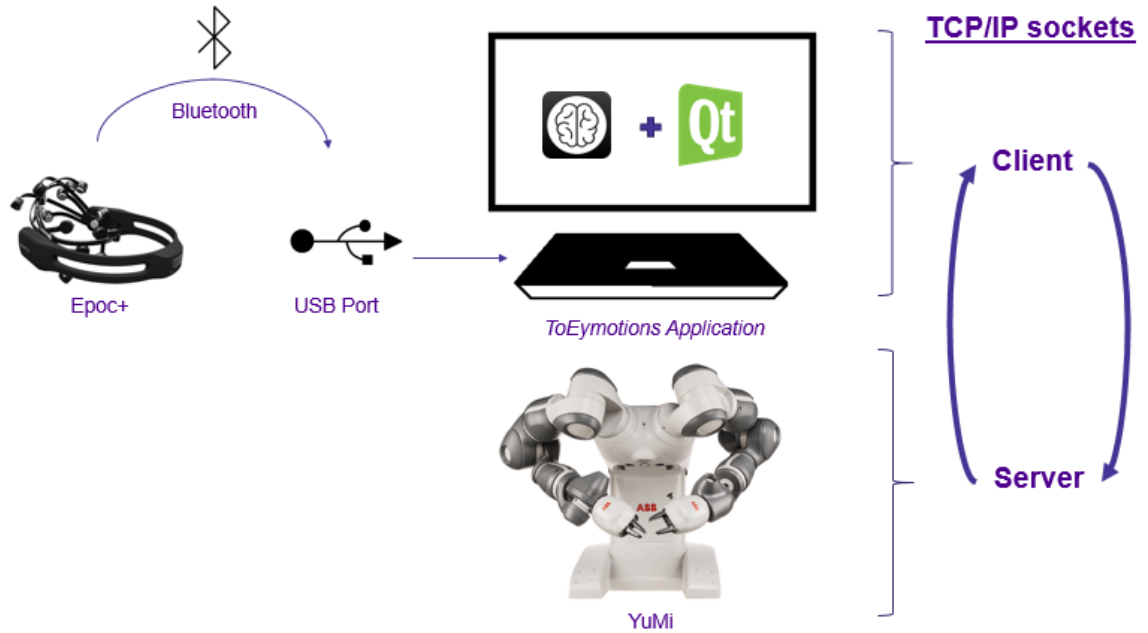 TCP/IP sockets
Bluetooth
Qt
Client
Epoc+
USB Port
ToEymotions Application
Server
ABB
YuMi